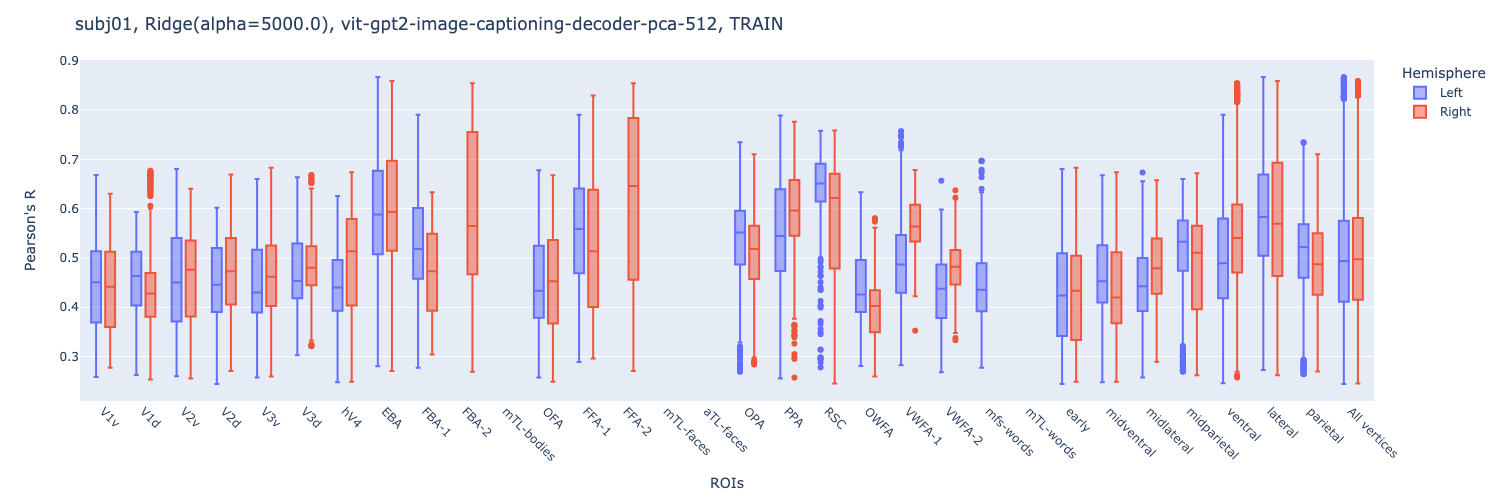 subj01, Ridge(alpha=5000.0), vit-gpt2-image-captioning-decoder-pca-512, TRAIN
Hemisphere
Left
Right
Pearson's R
0.9
0.8
0.7
0.6
0.5
0.4
0.3
V1v
V1d
V2v
V2d
V3v
V3d
hV4
EBA
FBA-1
FBA-2
mTL-bodies
OFA
FFA-1
FFA-2
mTL-faces
aTL-faces
OPA
PPA
RSC
OWFA
VWFA-1
VWFA-2
mfs-words
mTL-words
early
midventral
midlateral
midparietal
ventral
lateral
parietal
All vertices
ROIs